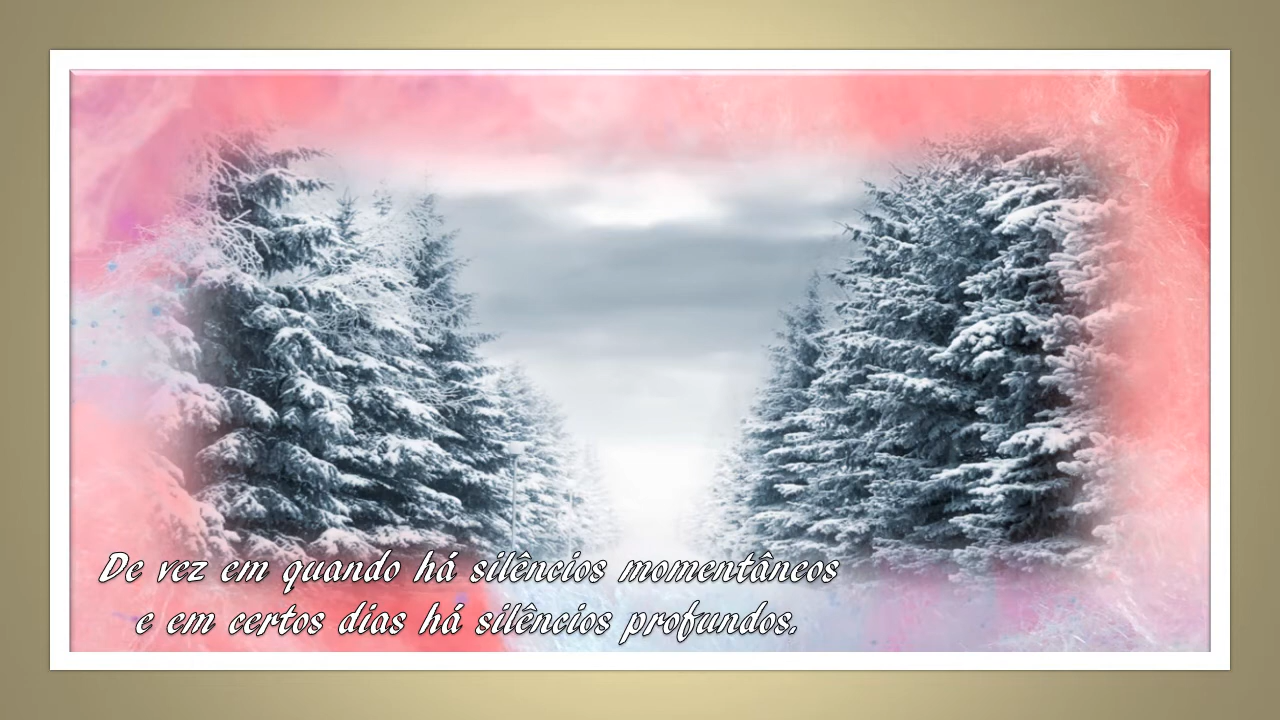 De vez em quando há silêncios momentâneos
e em certos dias há silêncios profundos.